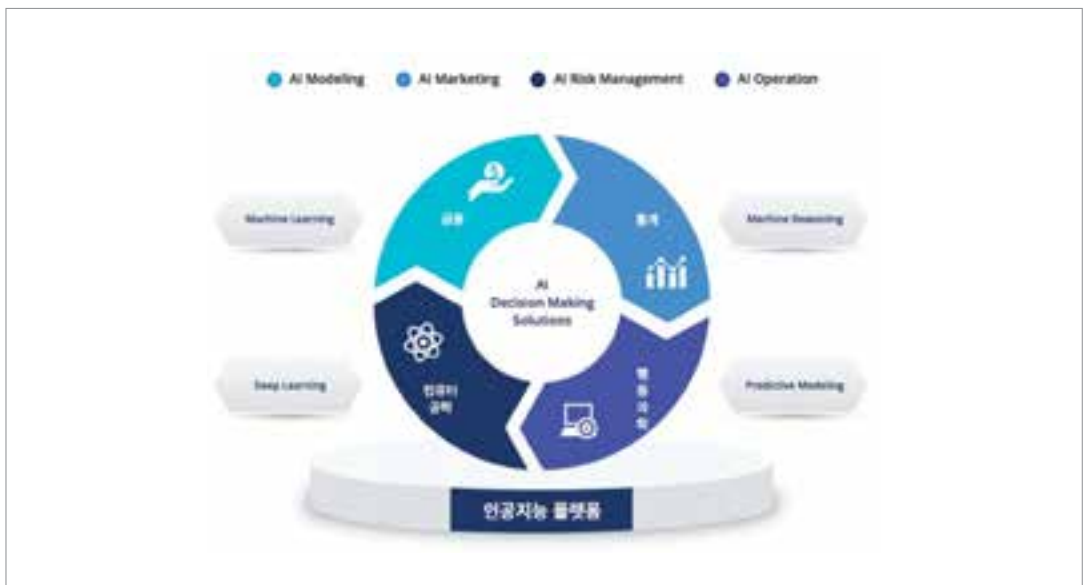 AI Modeling
AI Marketing
AI Risk Management
AI Operation
Machine Learning
금융
통계
Machine Reasoning
AI
Decision Making
Solutions
Deep Learning
컴퓨터
공학
행동과학
Predictive Modeling
인공지능 플랫폼